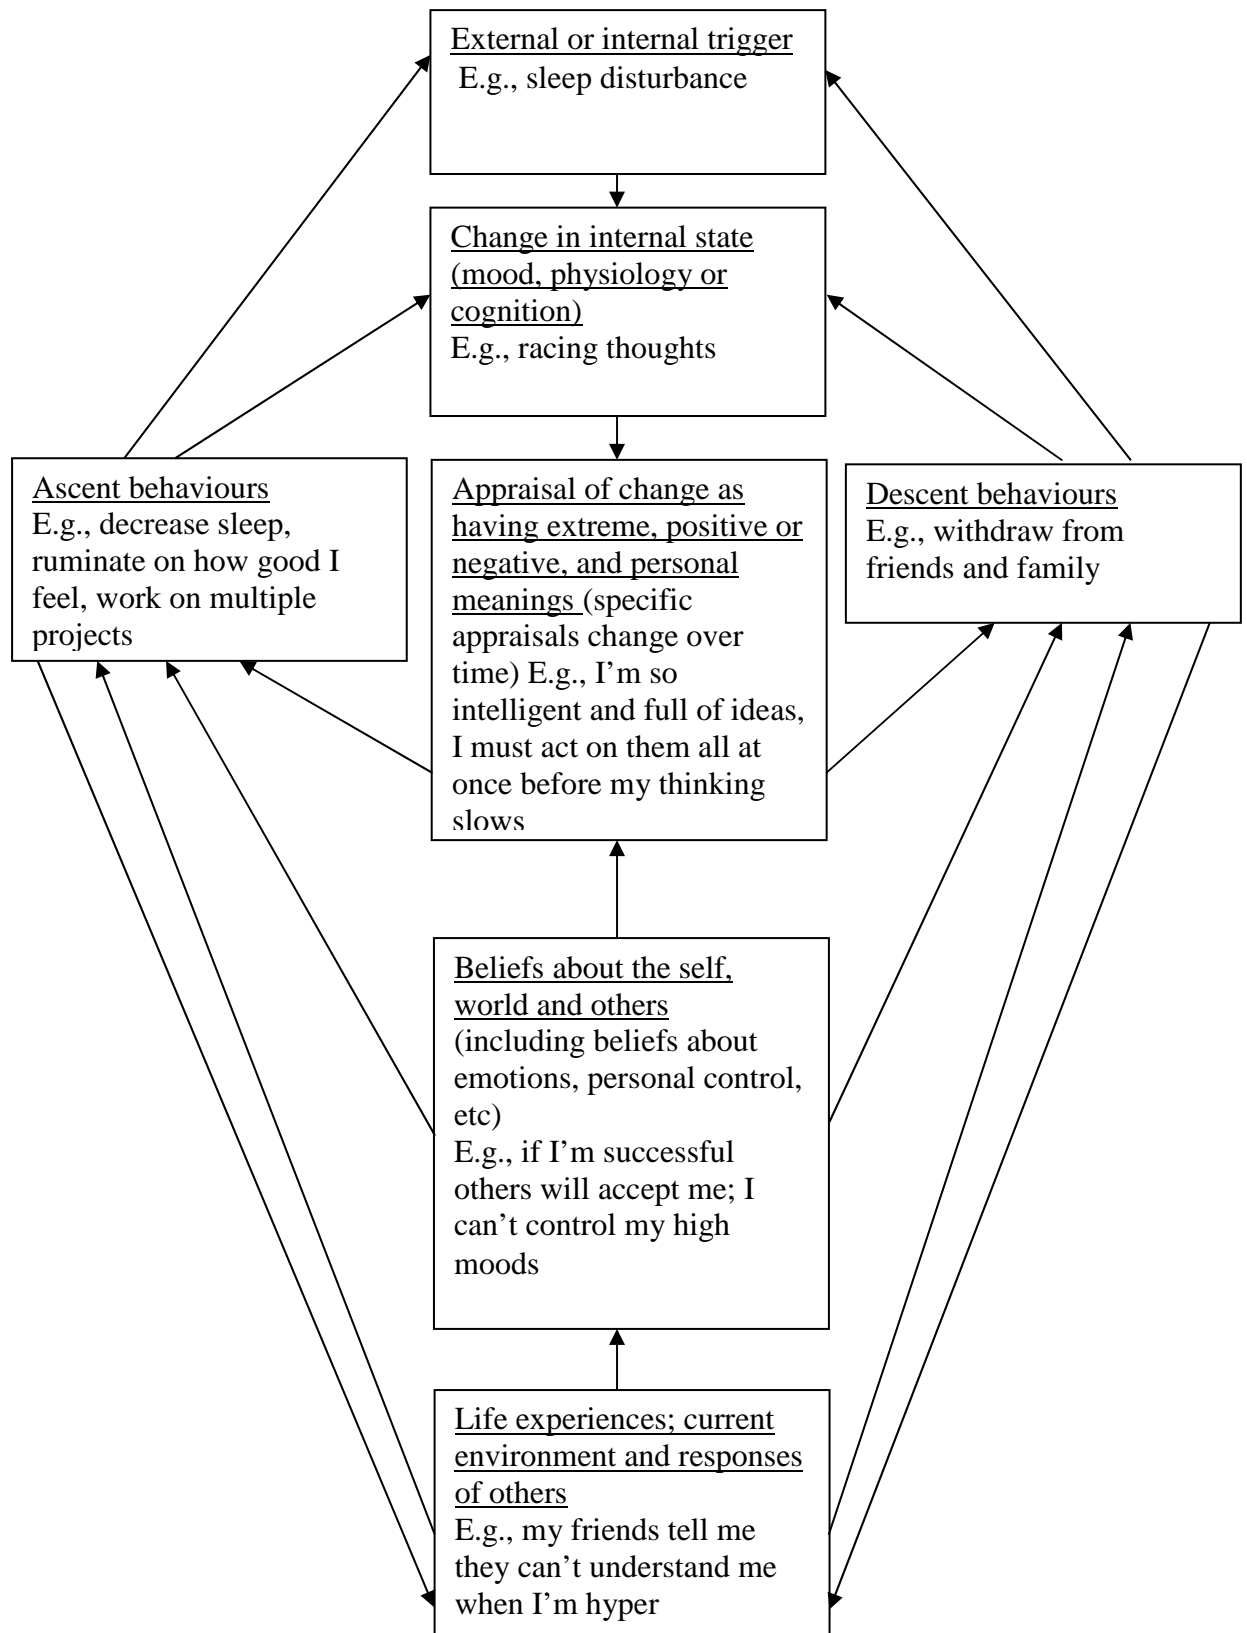 External or internal trigger
E.g., sleep disturbance
Change in internal state
(mood, physiology or
cognition)
E.g., racing thoughts
Ascent behaviours
E.g., decrease sleep,
ruminate on how good I
feel, work on multiple
projects
Appraisal of change as
having extreme, positive or
negative, and personal
meanings (specific
appraisals change over
time) E.g., I'm so
intelligent and full of ideas,
I must act on them all at
once before my thinking
slows
Descent behaviours
E.g., withdraw from
friends and family
Beliefs about the self,
world and others
(including beliefs about
emotions, personal control,
etc)
E.g., if I'm successful
others will accept me; I
can't control my high
moods
Life experiences; current
environment and responses
of others
E.g., my friends tell me
they can't understand me
when I'm hyper